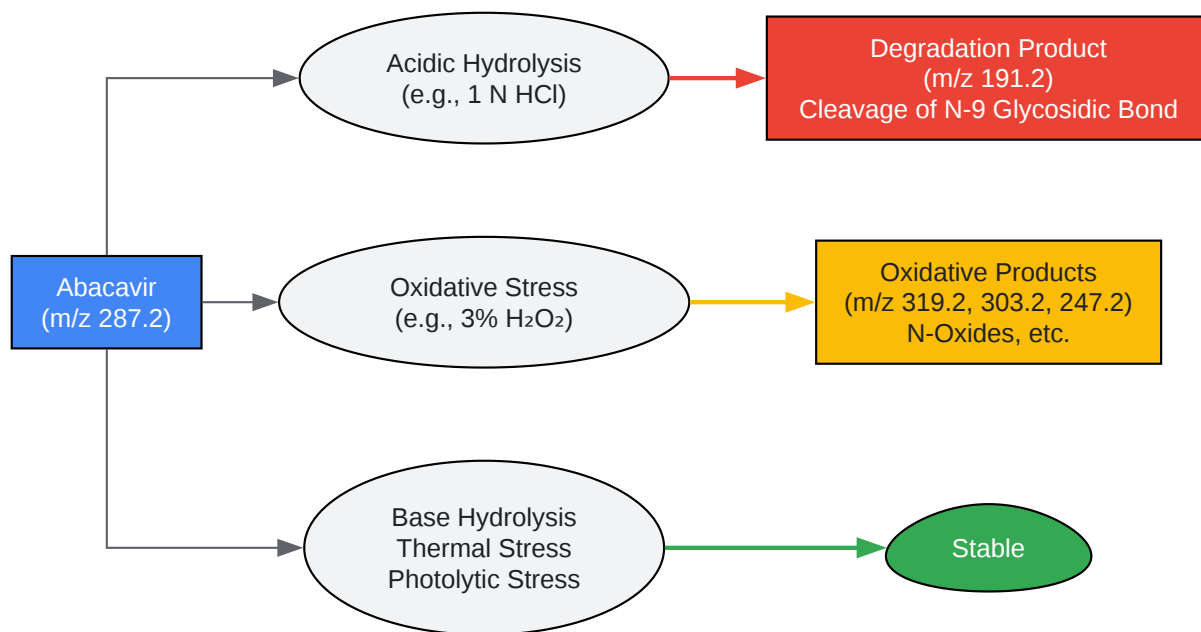 Acidic Hydrolysis
(e.g., 1 N HCl)
Degradation Product
(m/z 191.2)
Cleavage of N-9 Glycosidic Bond
Abacavir
(m/z 287.2)
Oxidative Stress
(e.g., 3% H₂O₂)
Oxidative Products
(m/z 319.2, 303.2, 247.2)
N-Oxides, etc.
Base Hydrolysis
Thermal Stress
Photolytic Stress
Stable